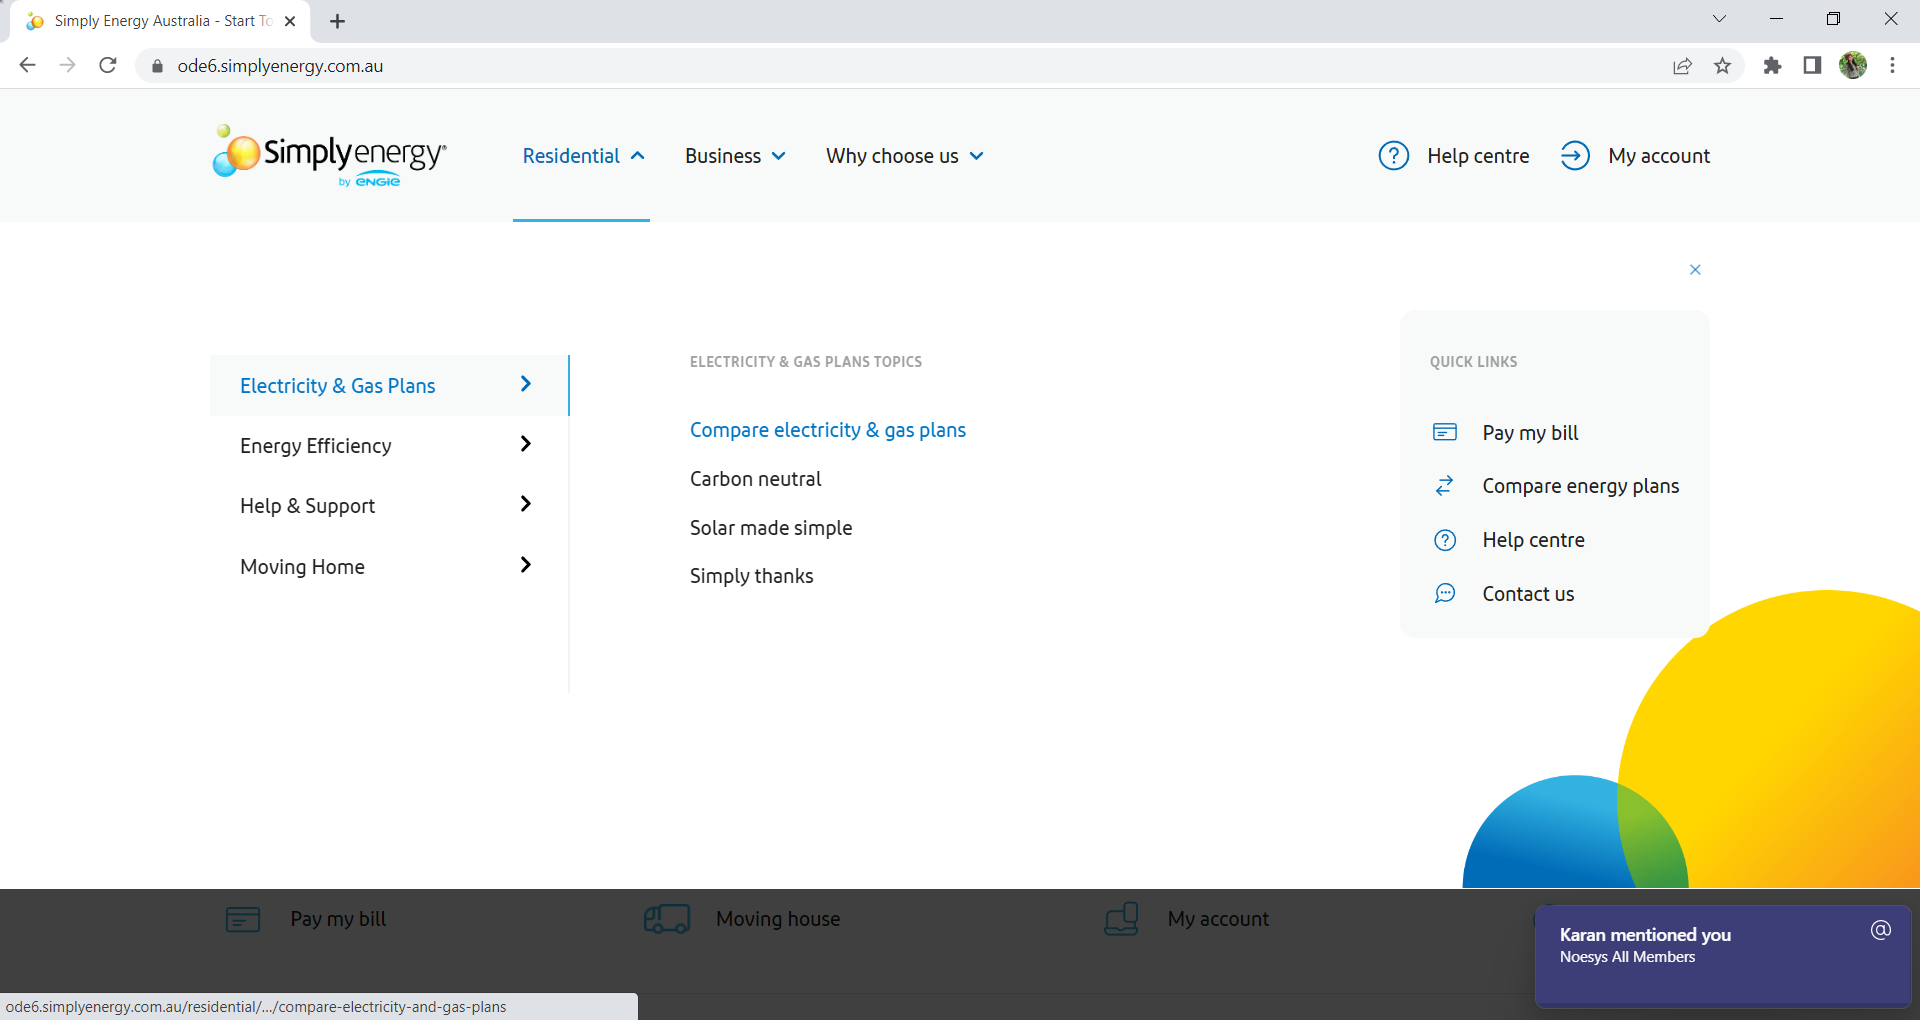 Simply Energy Australia - Start To
ode6.simplyenergy.com.au
Simplyenergy®
by ENGIE
Residential
Business
Why choose us
Help centre
My account
Electricity & Gas Plans
Energy Efficiency
Help & Support
Moving Home
ELECTRICITY & GAS PLANS TOPICS
Compare electricity & gas plans
Carbon neutral
Solar made simple
Simply thanks
QUICK LINKS
Pay my bill
Compare energy plans
Help centre
Contact us
Pay my bill
Moving house
My account
Karan mentioned you
@
Noesys All Members
ode6.simplyenergy.com.au/residential/.../compare-electricity-and-gas-plans